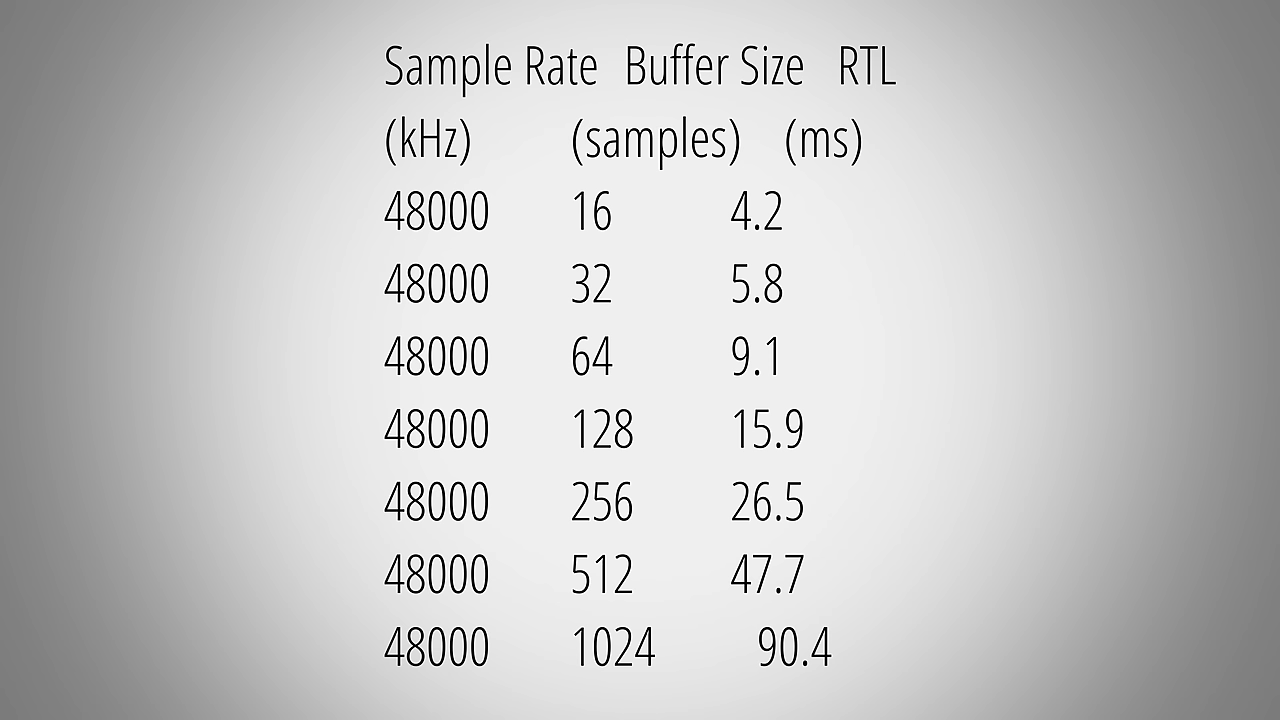 Sample Rate Buffer Size RTL
(kHz) (samples) (ms)
48000 16 4.2
48000 32 5.8
48000 64 9.1
48000 128 15.9
48000 256 26.5
48000 512 47.7
48000 1024 90.4